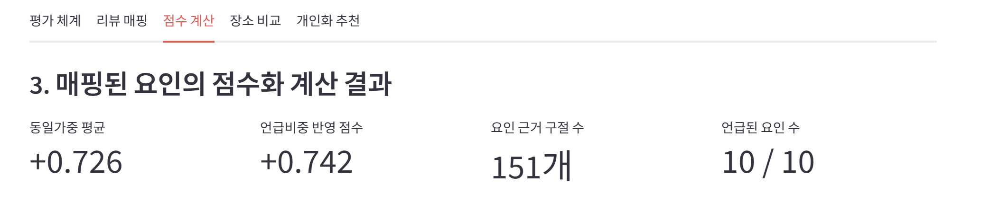 평가 체계 리뷰 매핑 점수 계산 장소 비교 개인화 추천
3. 매핑된 요인의 점수화 계산 결과
동일가중 평균 언급비중 반영 점수 요인 근거 구절 수 언급된 요인 수
+0.726 +0.742 151개 10 / 10